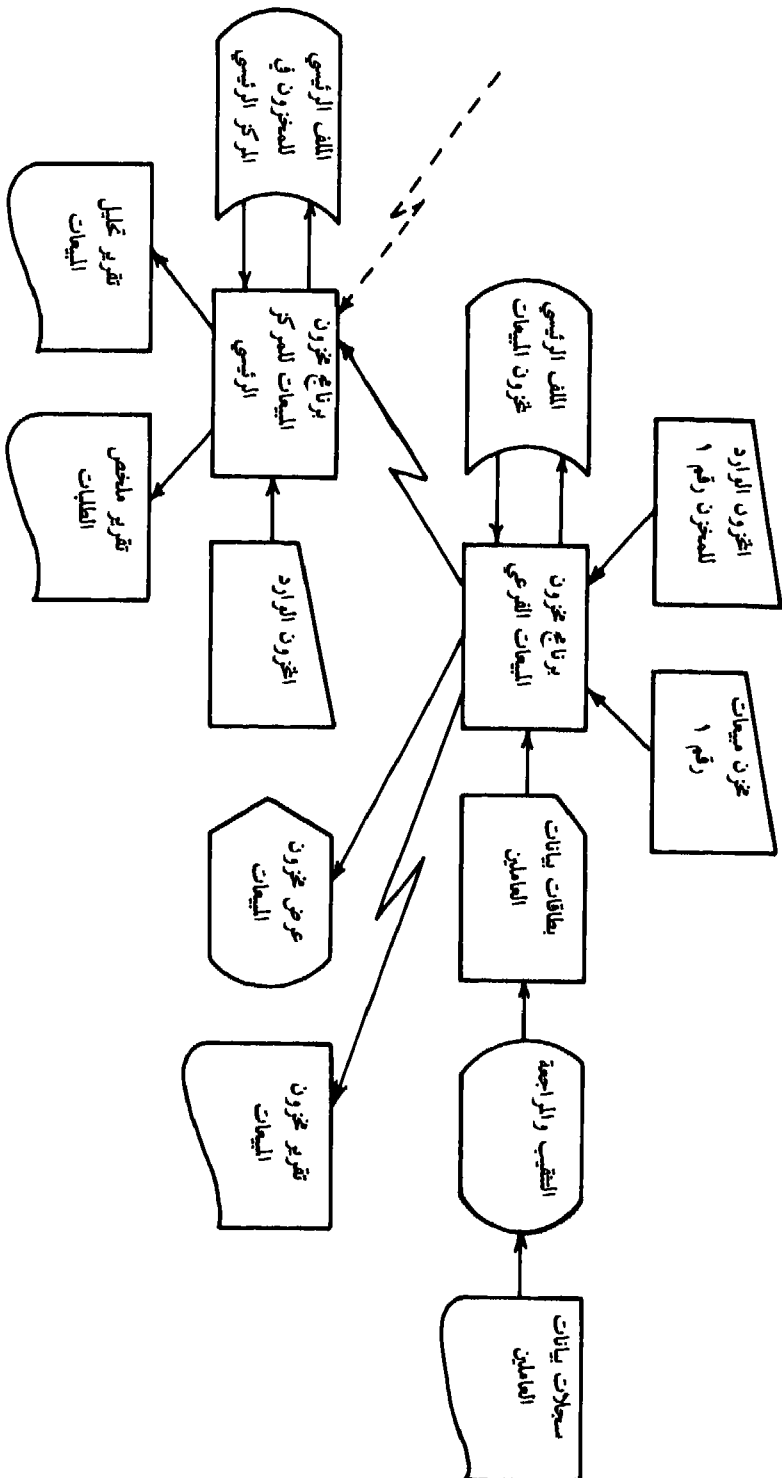 المخزون الوارد
للمخزن رقم ١
مخزن مبيعات
رقم ١
الملف الرئيسي
مخزون المبيعات
برنامج مخزون
المبيعات الفرعي
بطاقات بيانات
العاملين
التثقيب والمراجعة
سجلات بيانات
العاملين
الملف الرئيسي
للمخزون في
المركز الرئيسي
برنامج مخزون
المبيعات للمركز
الرئيسي
المخزون الوارد
عرض مخزون
المبيعات
تقرير مخزون
المبيعات
تقرير تحليل
المبيعات
تقرير ملخص
الطلبات